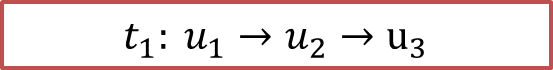 t₁: u₁ → u₂ → u₃